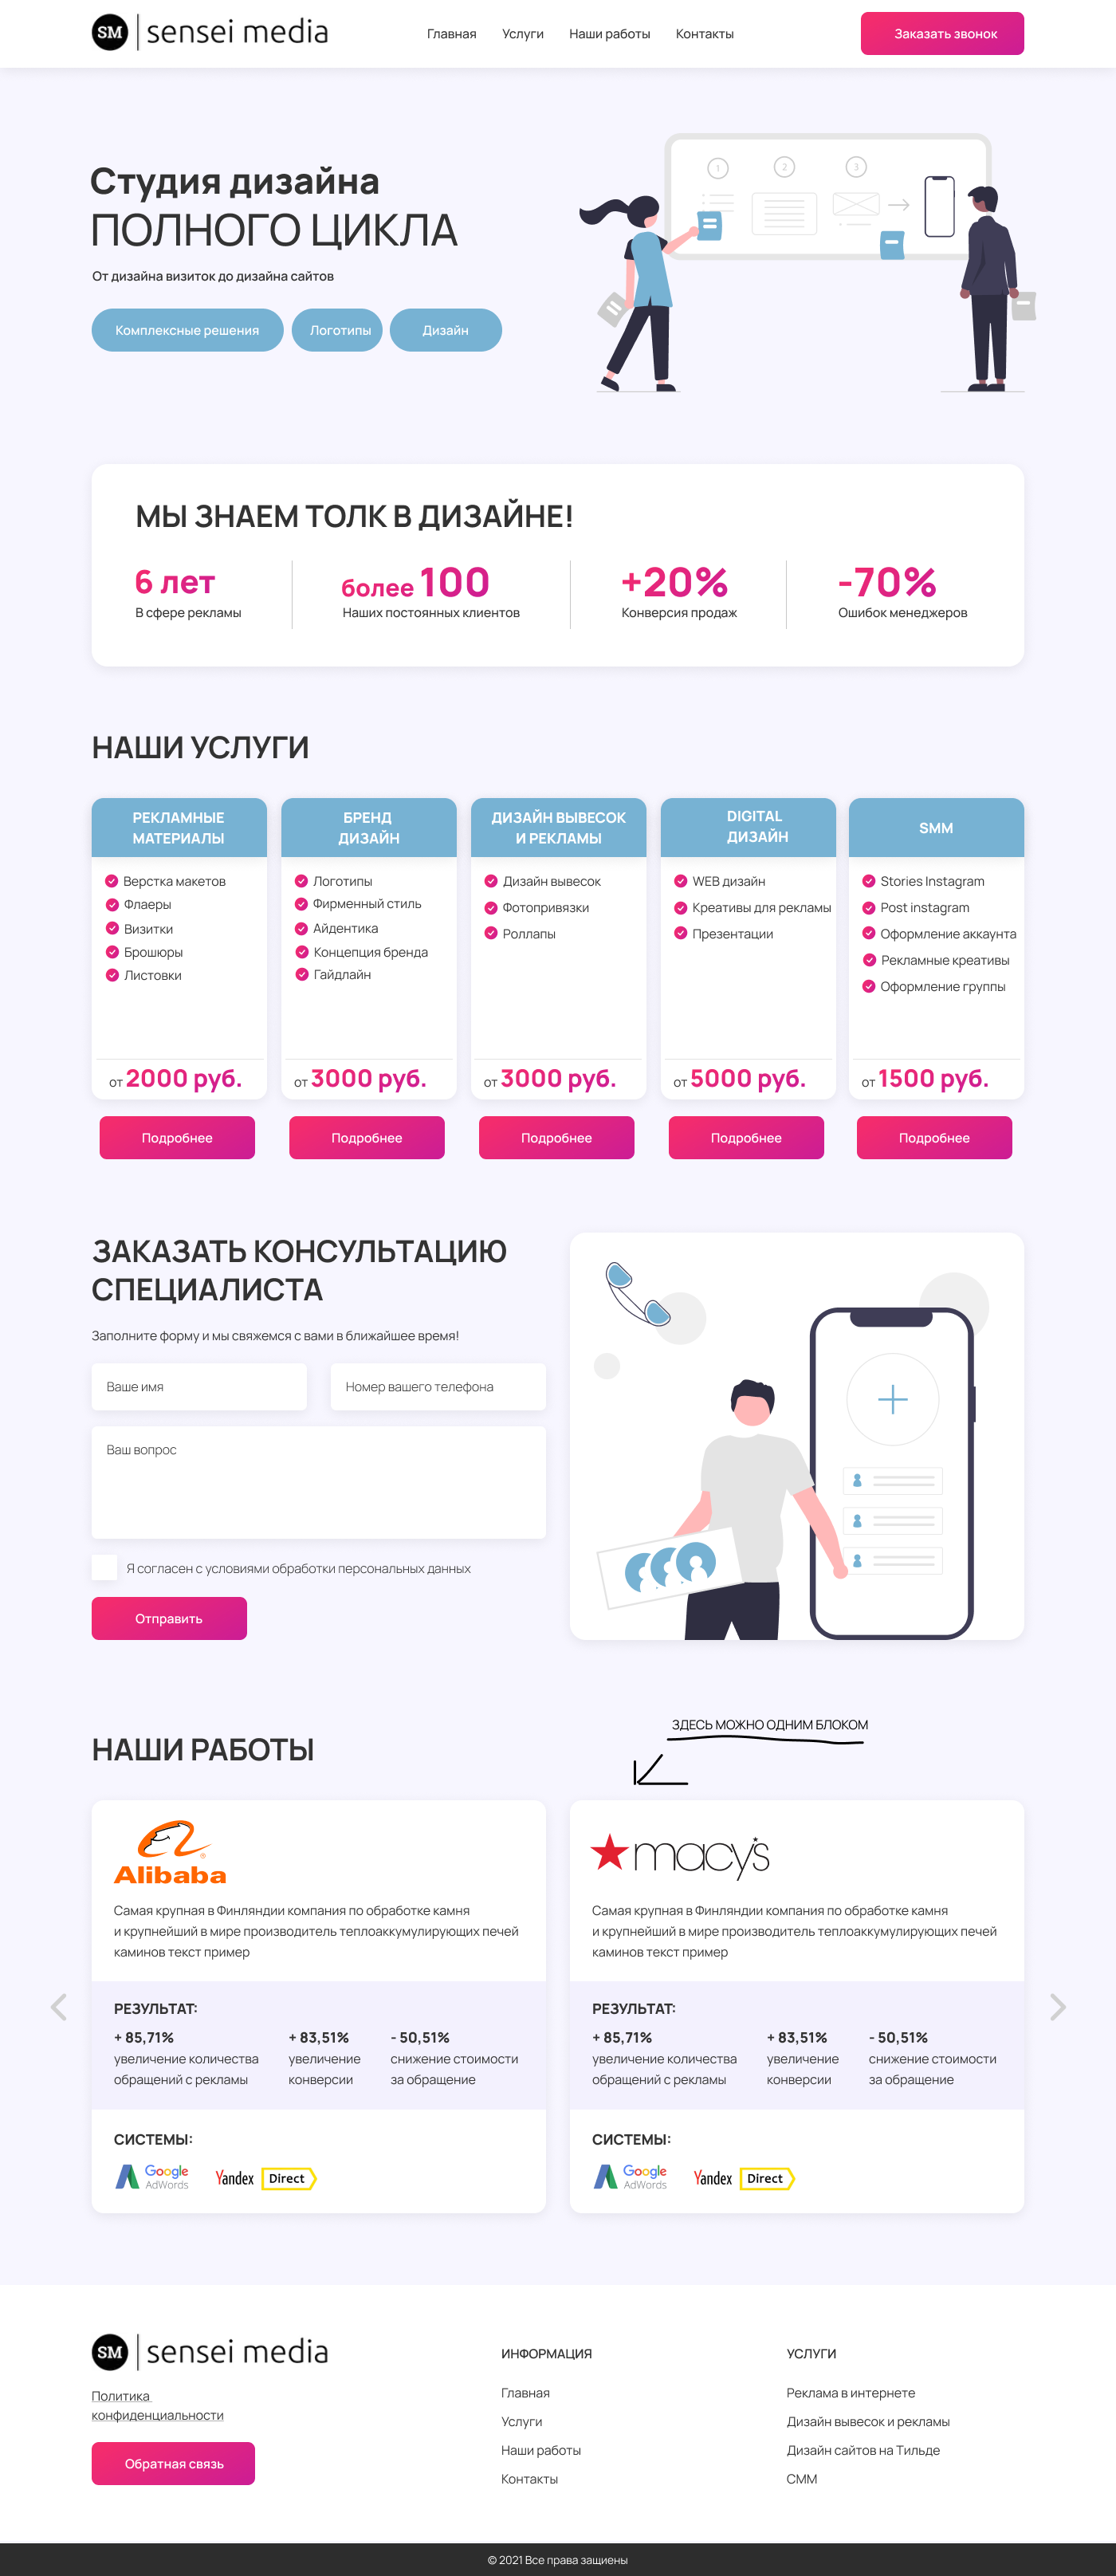 SM sensei media
Главная Услуги Наши работы Контакты
Заказать звонок
Студия дизайна
ПОЛНОГО ЦИКЛА
От дизайна визиток до дизайна сайтов
Комплексные решения
Логотипы
Дизайн
1 2 3
МЫ ЗНАЕМ ТОЛК В ДИЗАЙНЕ!
6 лет
В сфере рекламы
более 100
Наших постоянных клиентов
+20%
Конверсия продаж
-70%
Ошибок менеджеров
НАШИ УСЛУГИ
РЕКЛАМНЫЕ
МАТЕРИАЛЫ
Верстка макетов
Флаеры
Визитки
Брошюры
Листовки
от 2000 руб.
Подробнее
БРЕНД
ДИЗАЙН
Логотипы
Фирменный стиль
Айдентика
Концепция бренда
Гайдлайн
от 3000 руб.
Подробнее
ДИЗАЙН ВЫВЕСОК
И РЕКЛАМЫ
Дизайн вывесок
Фотопривязки
Роллапы
от 3000 руб.
Подробнее
DIGITAL
ДИЗАЙН
WEB дизайн
Креативы для рекламы
Презентации
от 5000 руб.
Подробнее
SMM
Stories Instagram
Post instagram
Оформление аккаунта
Рекламные креативы
Оформление группы
от 1500 руб.
Подробнее
ЗАКАЗАТЬ КОНСУЛЬТАЦИЮ
СПЕЦИАЛИСТА
Заполните форму и мы свяжемся с вами в ближайшее время!
Ваше имя
Номер вашего телефона
Ваш вопрос
Я согласен с условиями обработки персональных данных
Отправить
НАШИ РАБОТЫ
ЗДЕСЬ МОЖНО ОДНИМ БЛОКОМ
Alibaba
Самая крупная в Финляндии компания по обработке камня
и крупнейший в мире производитель теплоаккумулирующих печей
каминов текст пример
РЕЗУЛЬТАТ:
+ 85,71%
увеличение количества
обращений с рекламы
+ 83,51%
увеличение
конверсии
- 50,51%
снижение стоимости
за обращение
СИСТЕМЫ:
Google
AdWords
Yandex Direct
macy's
Самая крупная в Финляндии компания по обработке камня
и крупнейший в мире производитель теплоаккумулирующих печей
каминов текст пример
РЕЗУЛЬТАТ:
+ 85,71%
увеличение количества
обращений с рекламы
+ 83,51%
увеличение
конверсии
- 50,51%
снижение стоимости
за обращение
СИСТЕМЫ:
Google
AdWords
Yandex Direct
SM sensei media
Политика
конфиденциальности
Обратная связь
ИНФОРМАЦИЯ
Главная
Услуги
Наши работы
Контакты
УСЛУГИ
Реклама в интернете
Дизайн вывесок и рекламы
Дизайн сайтов на Тильде
СММ
© 2021 Все права защиены